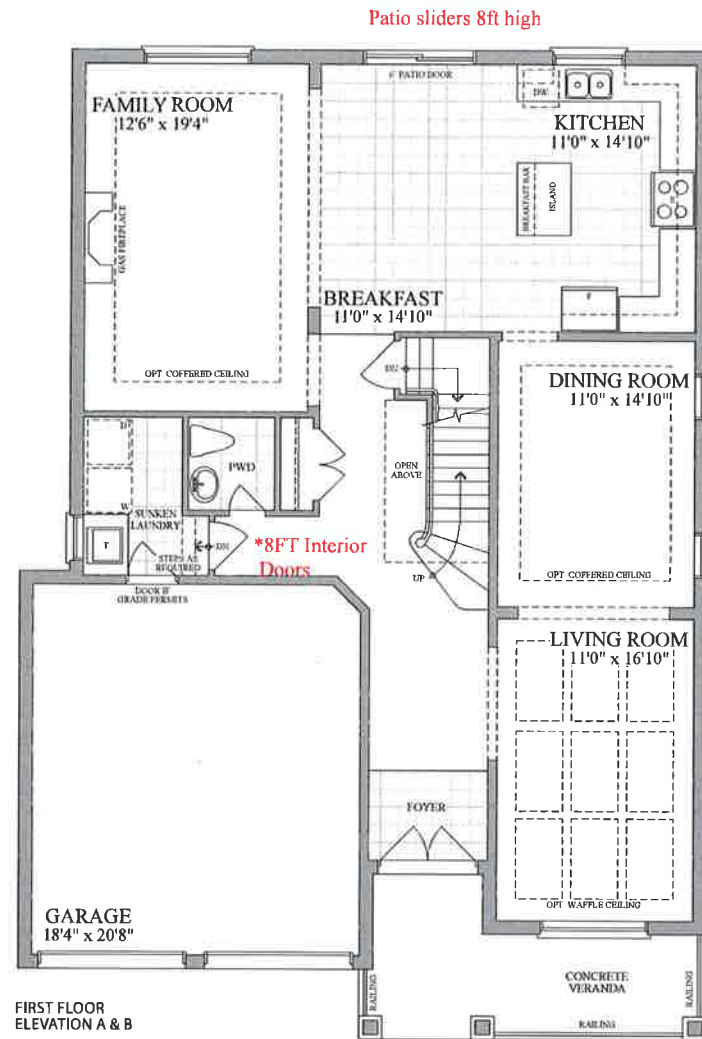 Patio sliders 8ft high
6' PATIO DOOR
FAMILY ROOM
12'6" x 19'4"
DW
KITCHEN
11'0" x 14'10"
BREAKFAST BAR
ISLAND
GAS FIREPLACE
BREAKFAST
11'0" x 14'10"
F
OPT COFFERED CEILING
DN
DINING ROOM
11'0" x 14'10"
D
PWD
OPEN
ABOVE
W
SUNKEN
LAUNDRY
T
STEPS AS
REQUIRED
DN
*8FT Interior
Doors
UP
OPT COFFERED CEILING
DOOR IF
GRADE PERMITS
LIVING ROOM
11'0" x 16'10"
FOYER
OPT WAFFLE CEILING
GARAGE
18'4" x 20'8"
CONCRETE
VERANDA
RAILING
RAILING
RAILING
FIRST FLOOR
ELEVATION A & B